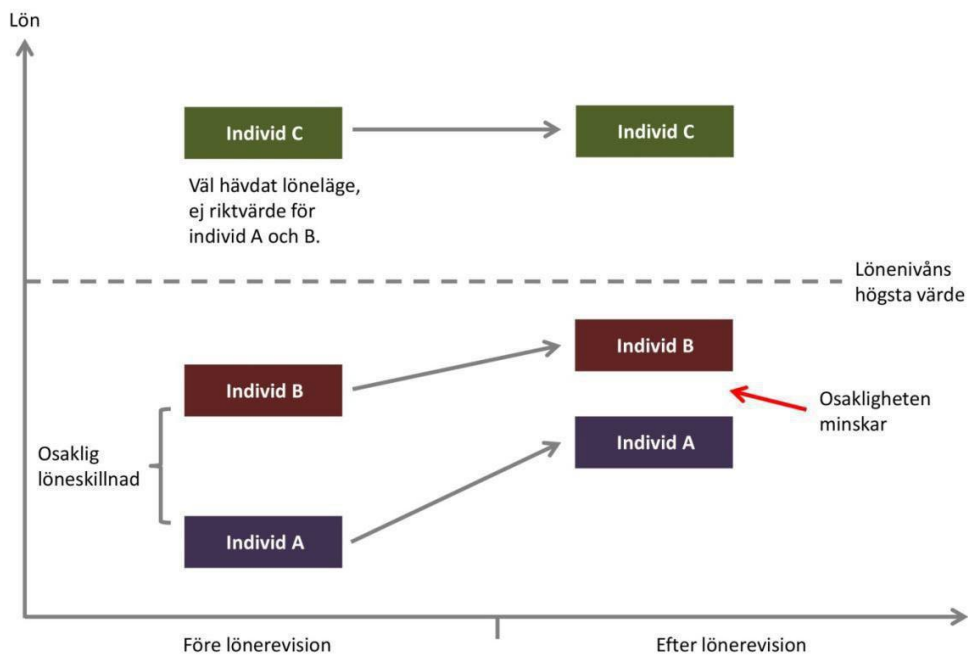 Lön
Individ C
Individ C
Väl hävdat löneläge,
ej riktvärde för
individ A och B.
Lönenivåns
högsta värde
Individ B
Individ B
Osakligheten
minskar
Osaklig
löneskillnad
Individ A
Individ A
Före lönerevision
Efter lönerevision